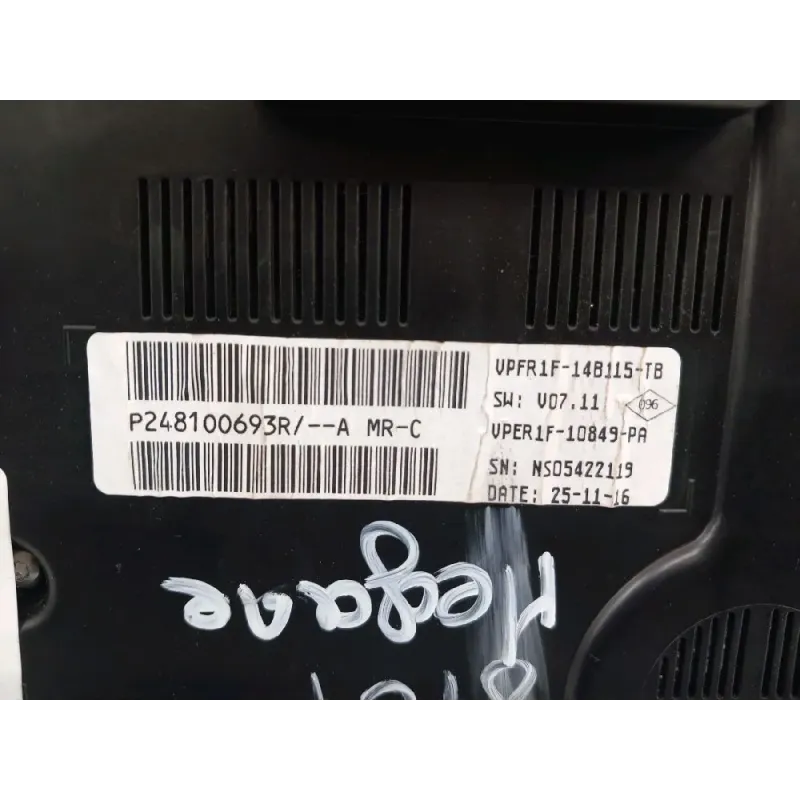 P248100693R/--A MR-C
VPFR1F-14B115-TB
SW: V07.11
096
VPER1F-10849-PA
SN: NS05422119
DATE: 25-11-16
Megane